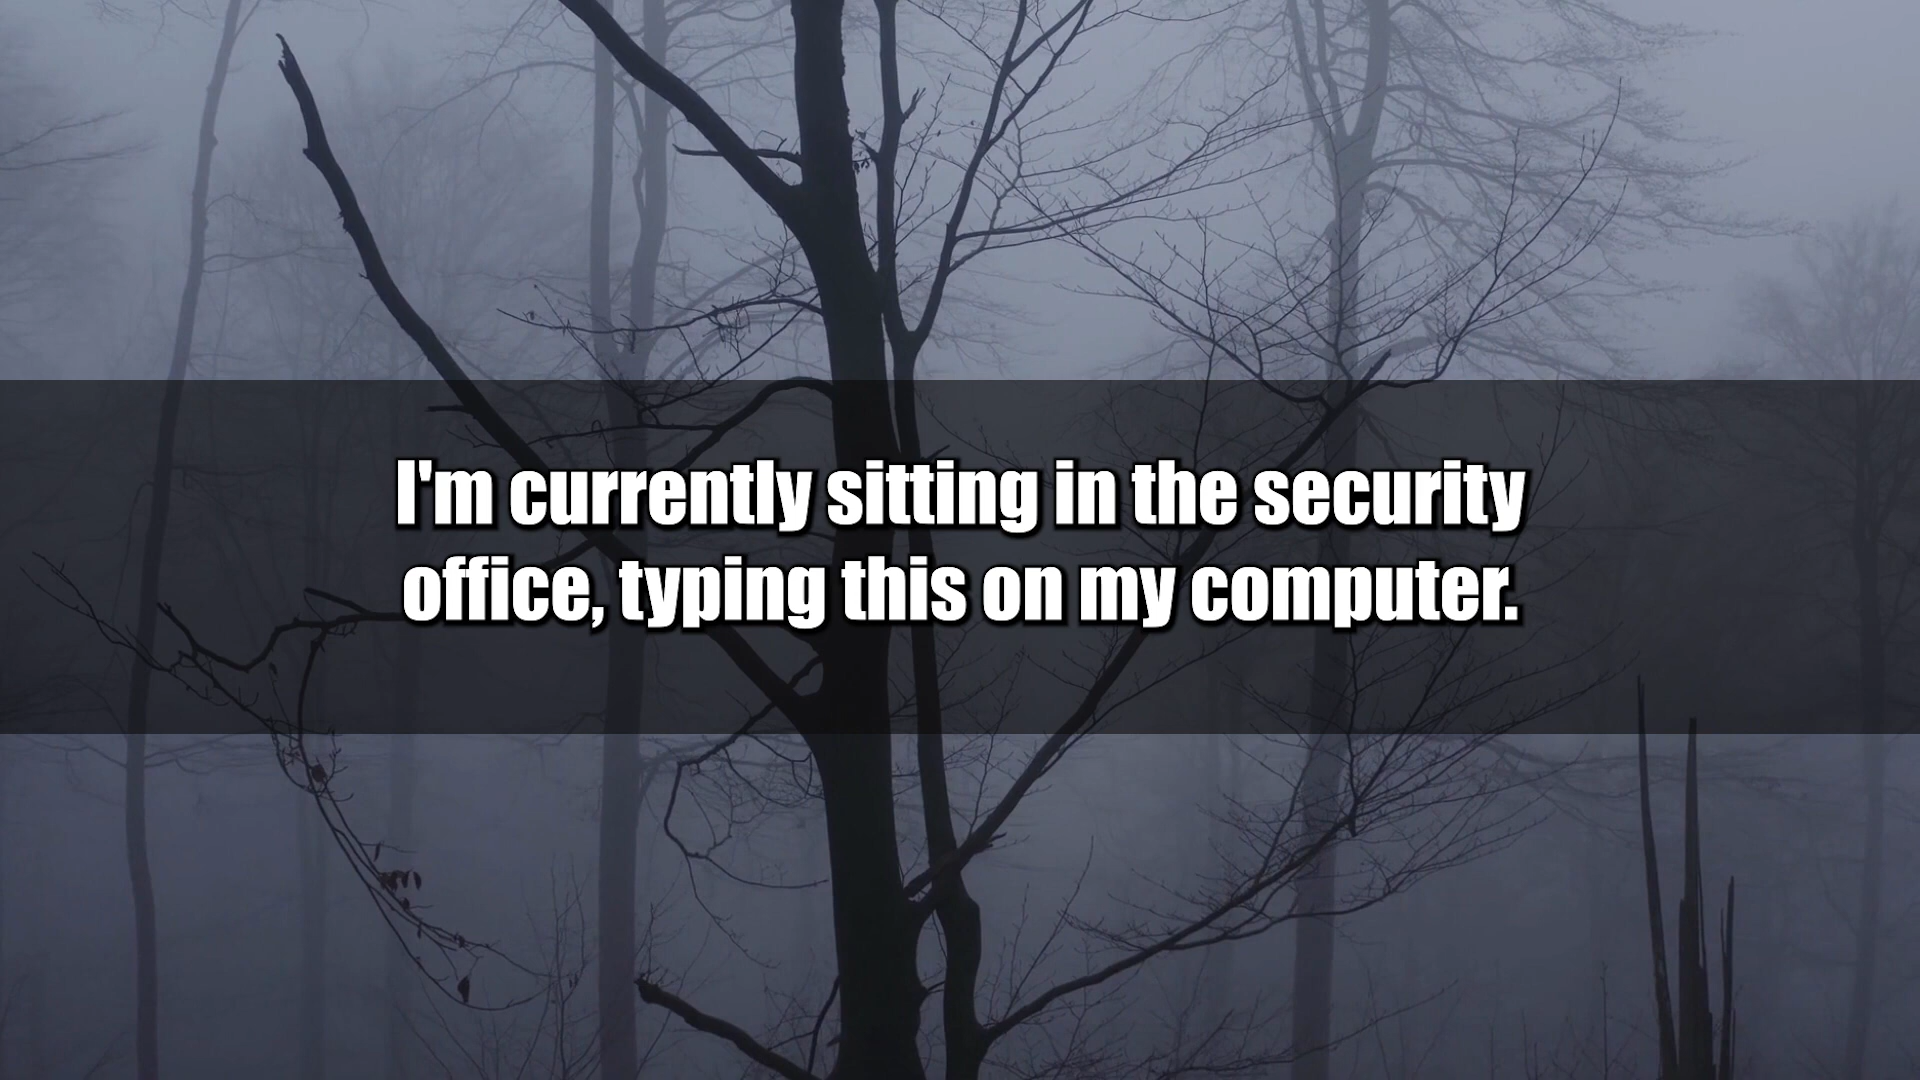 I'm currently sitting in the security
office, typing this on my computer.